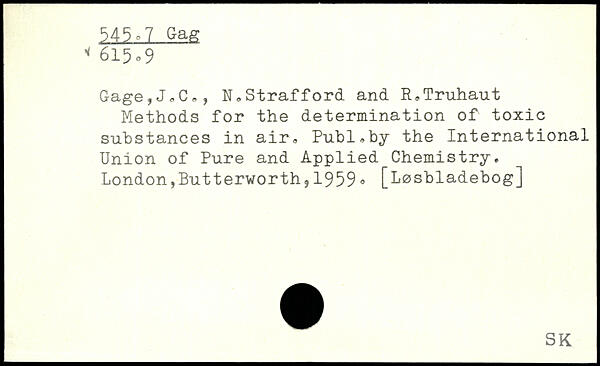 545.7 Gag
615.9
Gage,J.C., N.Strafford and R.Truhaut
Methods for the determination of toxic
substances in air. Publ.by the International
Union of Pure and Applied Chemistry.
London,Butterworth,1959. [Løsbladebog]
SK